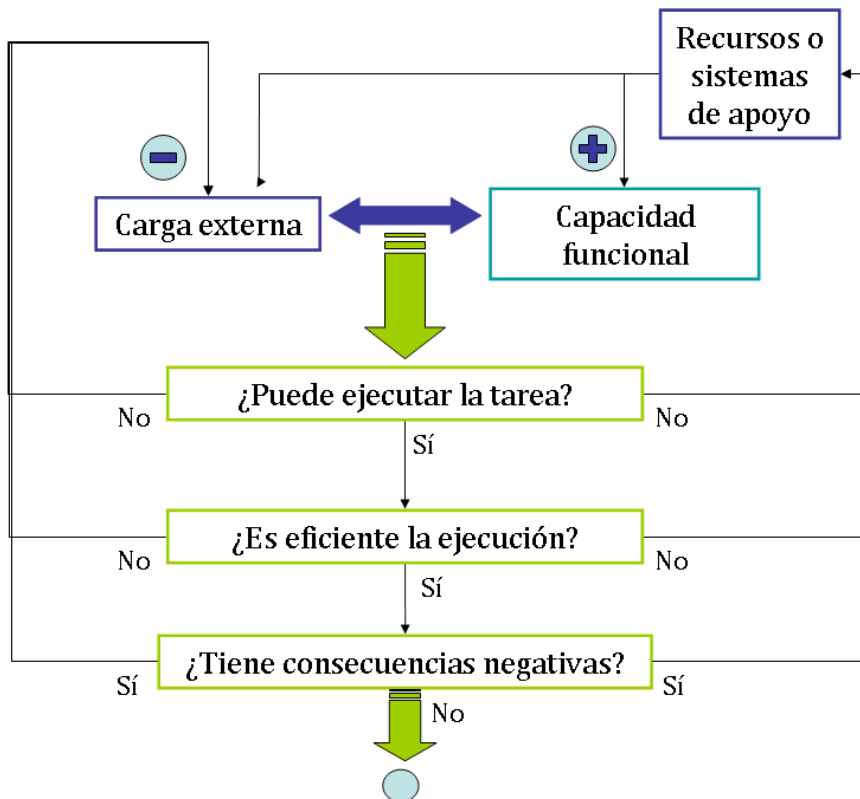 Recursos o
sistemas
de apoyo
Carga externa
Capacidad
funcional
¿Puede ejecutar la tarea?
No
No
Sí
¿Es eficiente la ejecución?
No
No
Sí
¿Tiene consecuencias negativas?
Sí
Sí
No